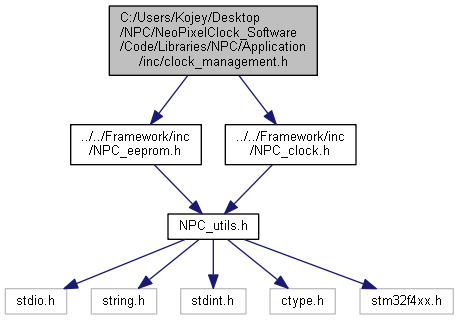 C:/Users/Kojey/Desktop
/NPC/NeoPixelClock_Software
/Code/Libraries/NPC/Application
/inc/clock_management.h
../../Framework/inc
/NPC_eeprom.h
../../Framework/inc
/NPC_clock.h
NPC_utils.h
stdio.h
string.h
stdint.h
ctype.h
stm32f4xx.h